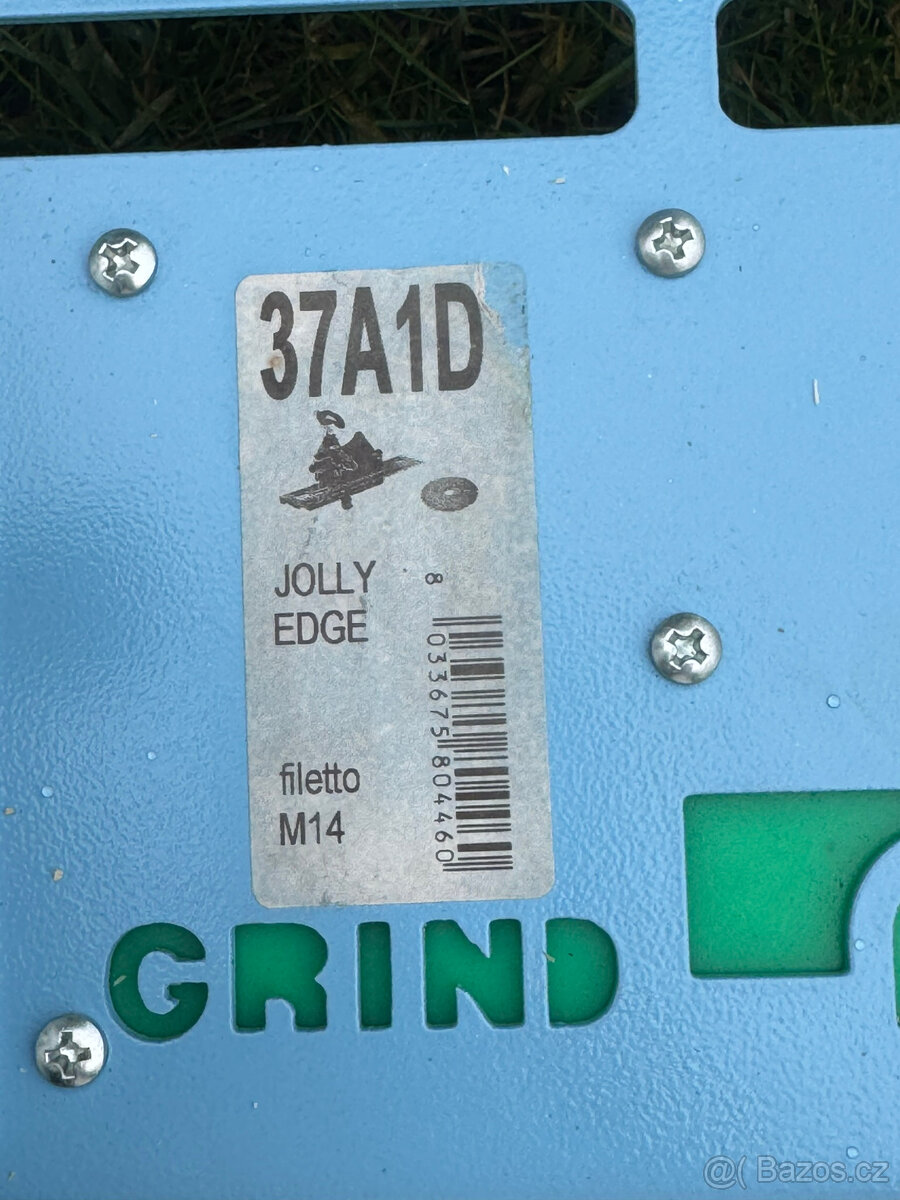 37A1D
JOLLY
EDGE
8 033675 804460
filetto
M14
GRIND
@( Bazos.cz